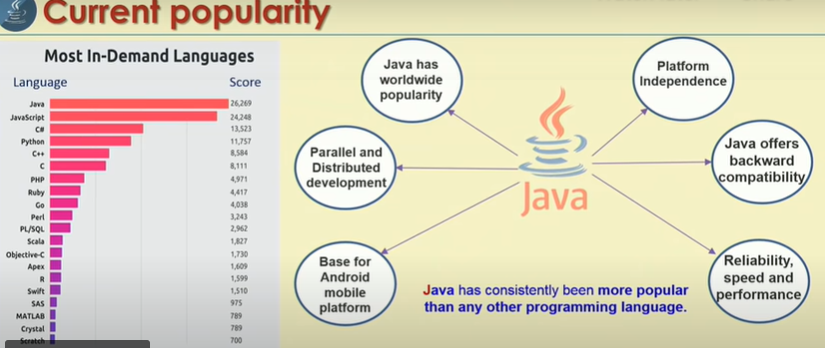 Current popularity
Most In-Demand Languages
Language Score
Java 26,269
JavaScript 24,248
C# 13,523
Python 11,757
C++ 8,584
C 8,111
PHP 4,971
Ruby 4,417
Go 4,038
Perl 3,243
PL/SQL 2,962
Scala 1,827
Objective-C 1,730
Apex 1,609
R 1,599
Swift 1,510
SAS 975
MATLAB 789
Crystal 789
Scratch 700
Java has
worldwide
popularity
Platform
Independence
Parallel and
Distributed
development
Java
Java offers
backward
compatibility
Base for
Android
mobile
platform
Reliability,
speed and
performance
Java has consistently been more popular
than any other programming language.